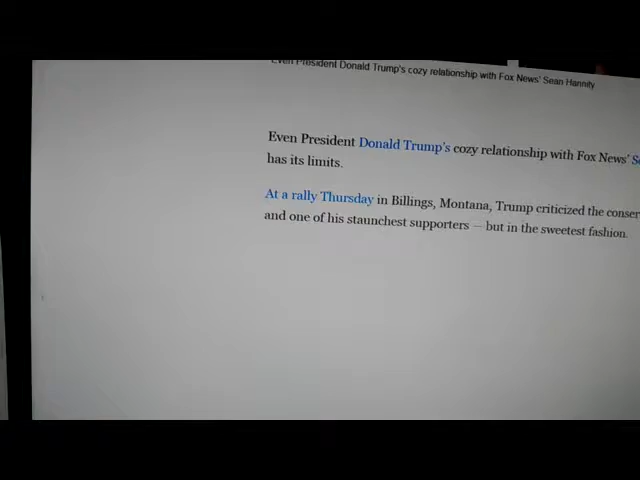 Even President Donald Trump's cozy relationship with Fox News' Sean Hannity
Even President Donald Trump's cozy relationship with Fox News'
has its limits.
At a rally Thursday in Billings, Montana, Trump criticized the conser
and one of his staunchest supporters — but in the sweetest fashion.